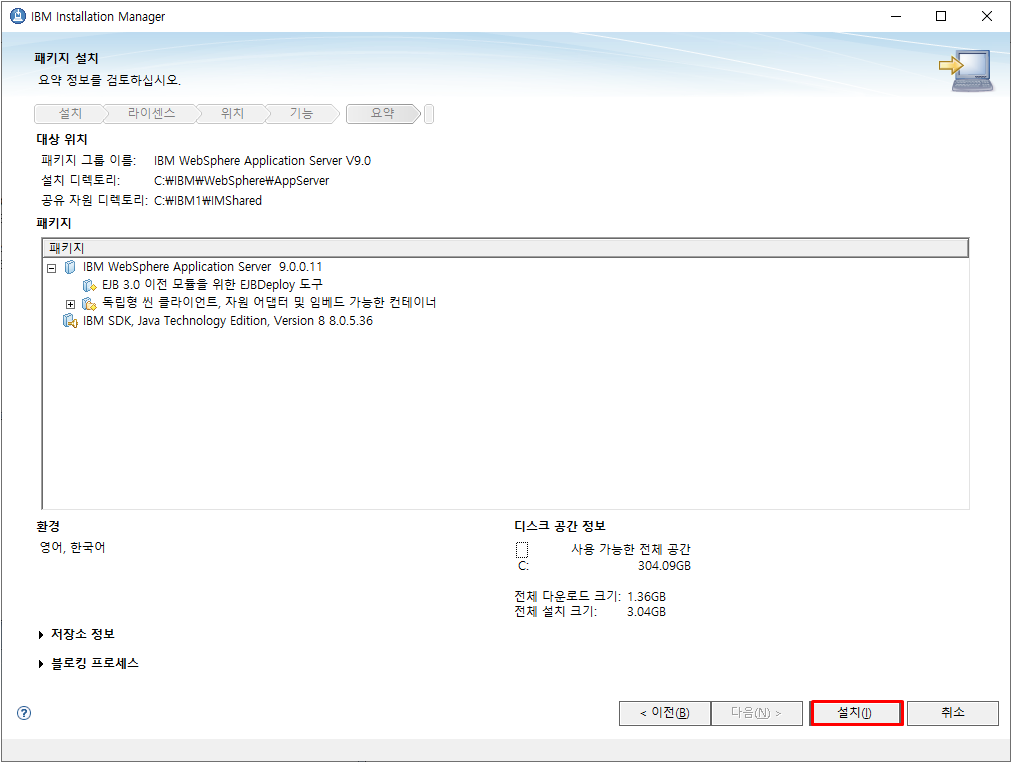 IBM Installation Manager
패키지 설치
요약 정보를 검토하십시오.
설치 라이센스 위치 기능 요약
대상 위치
패키지 그룹 이름: IBM WebSphere Application Server V9.0
설치 디렉토리: C:₩IBM₩WebSphere₩AppServer
공유 자원 디렉토리: C:₩IBM1₩IMShared
패키지
패키지
IBM WebSphere Application Server 9.0.0.11
EJB 3.0 이전 모듈을 위한 EJBDeploy 도구
독립형 씬 클라이언트, 자원 어댑터 및 임베드 가능한 컨테이너
IBM SDK, Java Technology Edition, Version 8 8.0.5.36
환경
영어, 한국어
디스크 공간 정보
사용 가능한 전체 공간
C: 304.09GB
전체 다운로드 크기: 1.36GB
전체 설치 크기: 3.04GB
저장소 정보
블로킹 프로세스
< 이전(B) 다음(N) > 설치(I) 취소